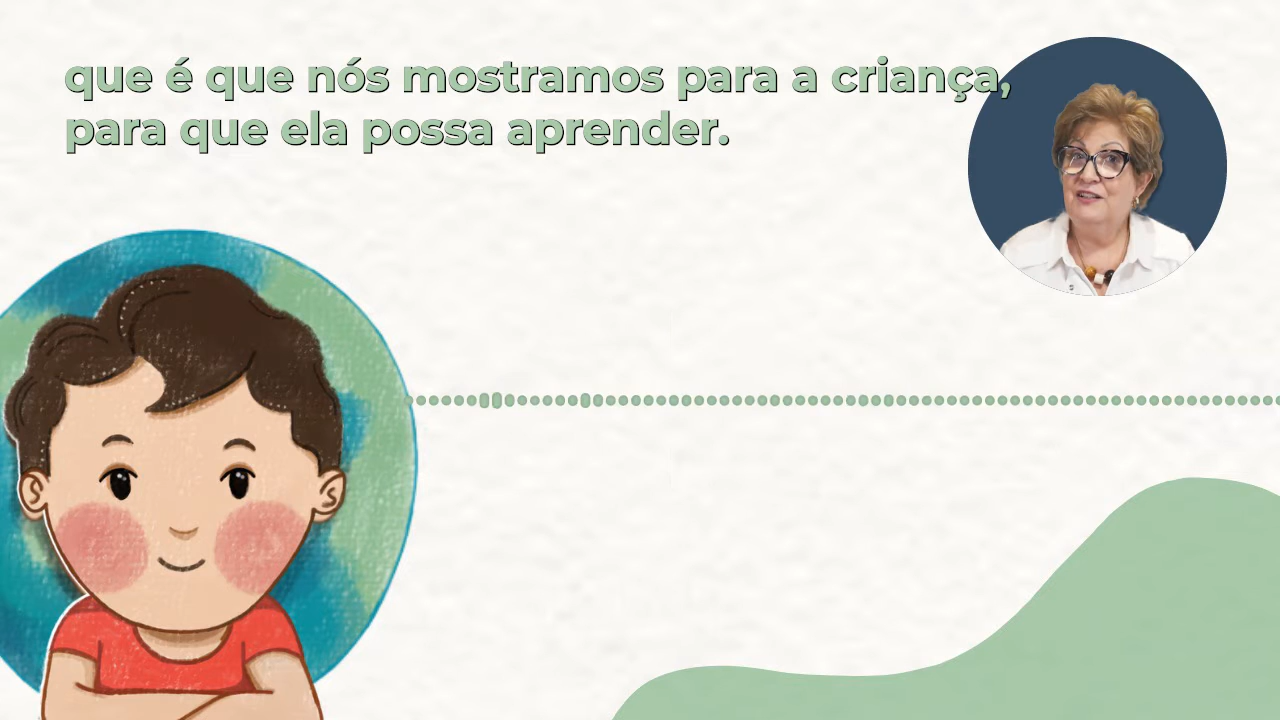 que é que nós mostramos para a criança,
para que ela possa aprender.